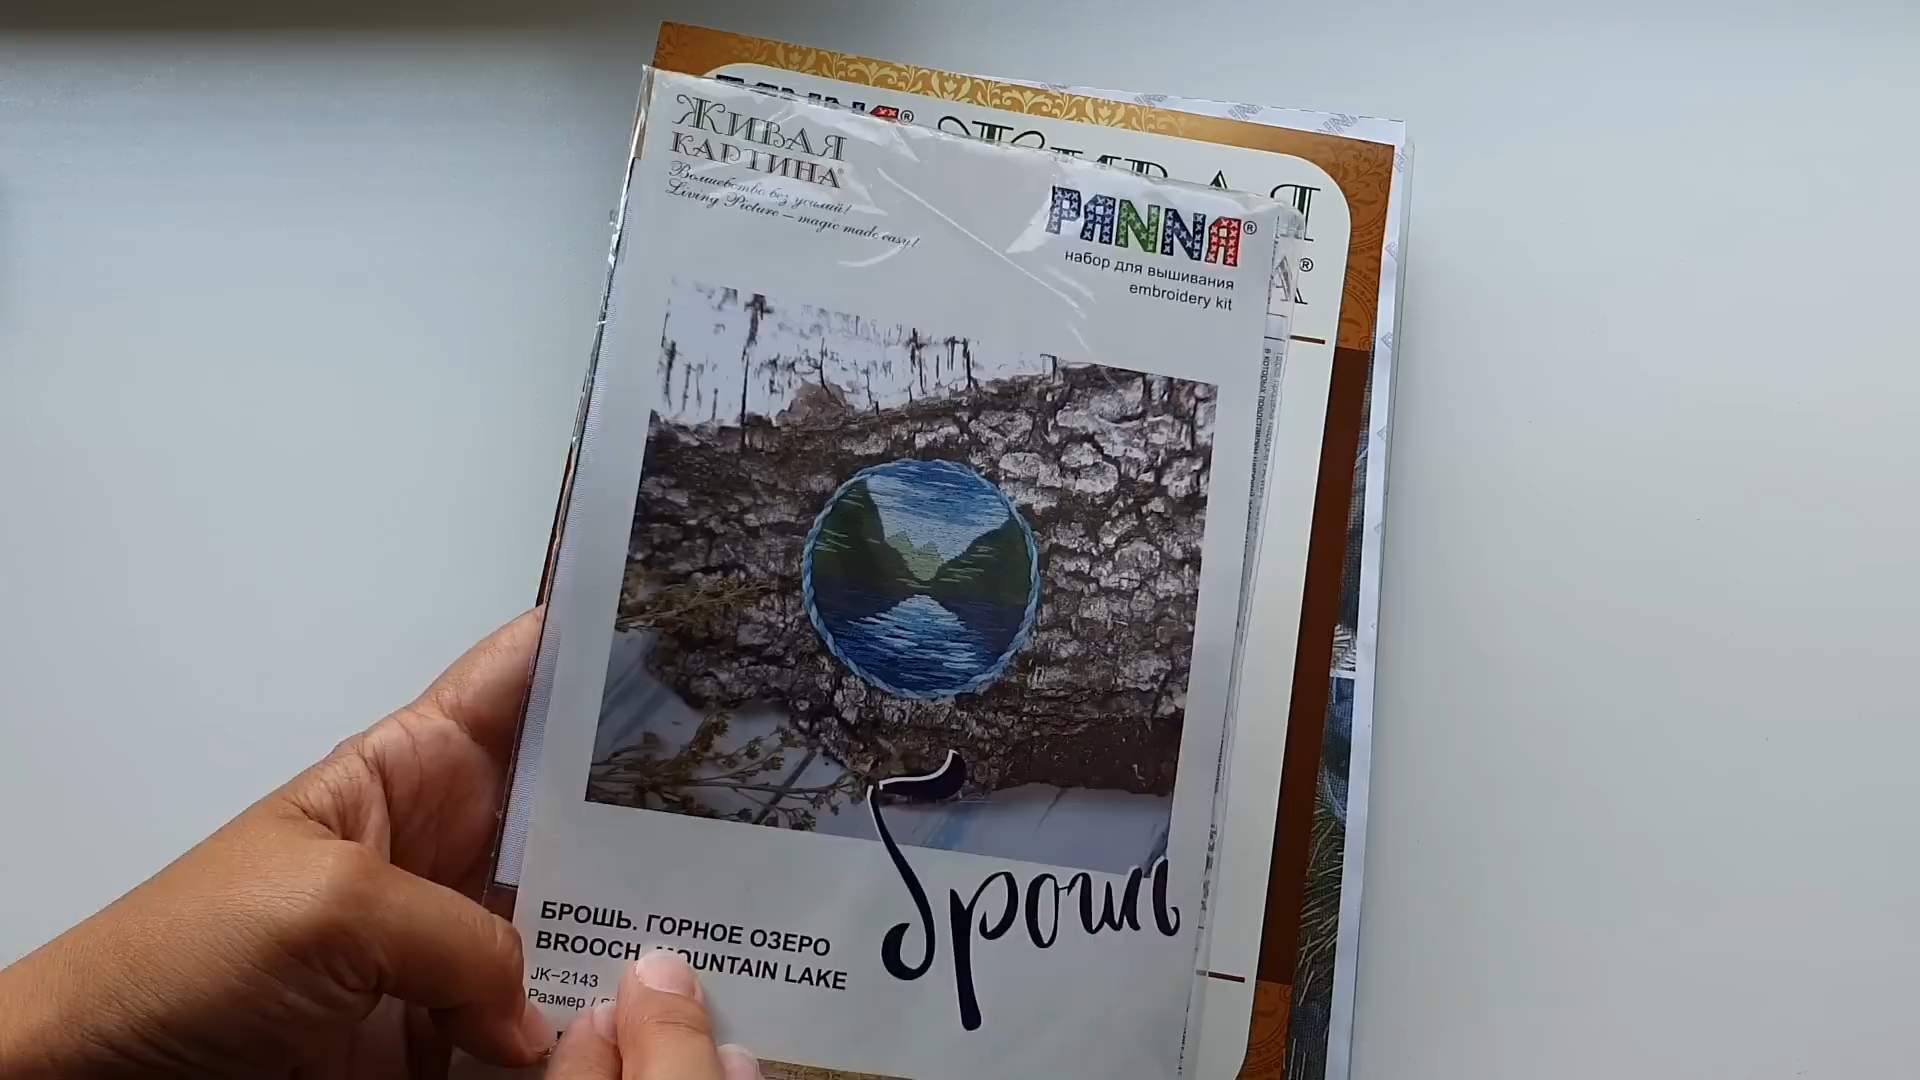 ЖИВАЯ
КАРТИНА®
Волшебство без усилий!
Living Picture – magic made easy!
PANNA®
набор для вышивания
embroidery kit
брошь
БРОШЬ. ГОРНОЕ ОЗЕРО
BROOCH. MOUNTAIN LAKE
JK–2143
Размер /